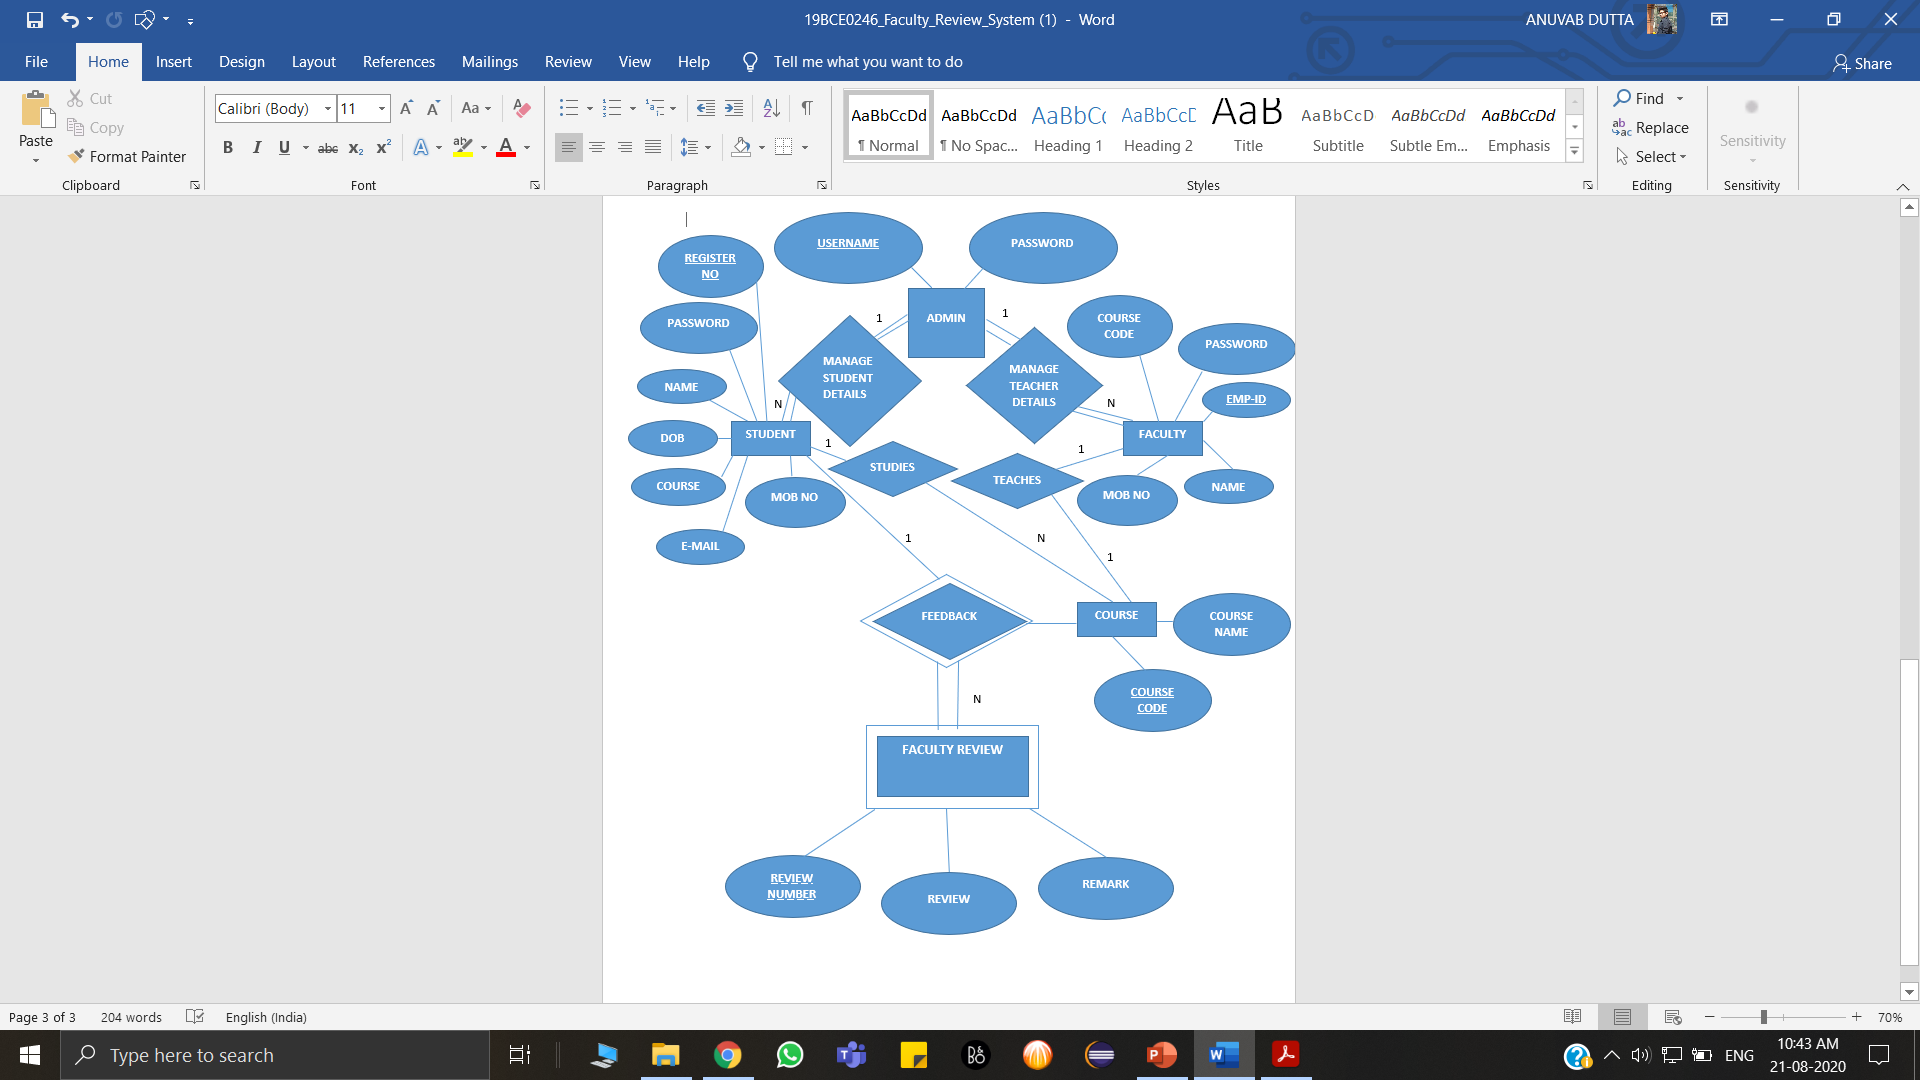 19BCE0246_Faculty_Review_System (1) - Word
ANUVAB DUTTA
File Home Insert Design Layout References Mailings Review View Help Tell me what you want to do
Share
Paste
Cut
Copy
Format Painter
Clipboard
Calibri (Body) 11
Font
Paragraph
AaBbCcDd
¶ Normal
AaBbCcDd
¶ No Spac...
AaBbCc
Heading 1
AaBbCcD
Heading 2
AaB
Title
AaBbCcD
Subtitle
AaBbCcDd
Subtle Em...
AaBbCcDd
Emphasis
Styles
Find
Replace
Select
Editing
Sensitivity
Sensitivity
USERNAME
PASSWORD
REGISTER
NO
PASSWORD
NAME
DOB
COURSE
E-MAIL
MOB NO
STUDENT
1
ADMIN
1
MANAGE
STUDENT
DETAILS
N
MANAGE
TEACHER
DETAILS
N
COURSE
CODE
PASSWORD
EMP-ID
FACULTY
NAME
MOB NO
1
STUDIES
1
TEACHES
1
N
1
FEEDBACK
COURSE
COURSE
NAME
COURSE
CODE
N
FACULTY REVIEW
REVIEW
NUMBER
REVIEW
REMARK
Page 3 of 3 204 words English (India)
70%
Type here to search
ENG
10:43 AM
21-08-2020